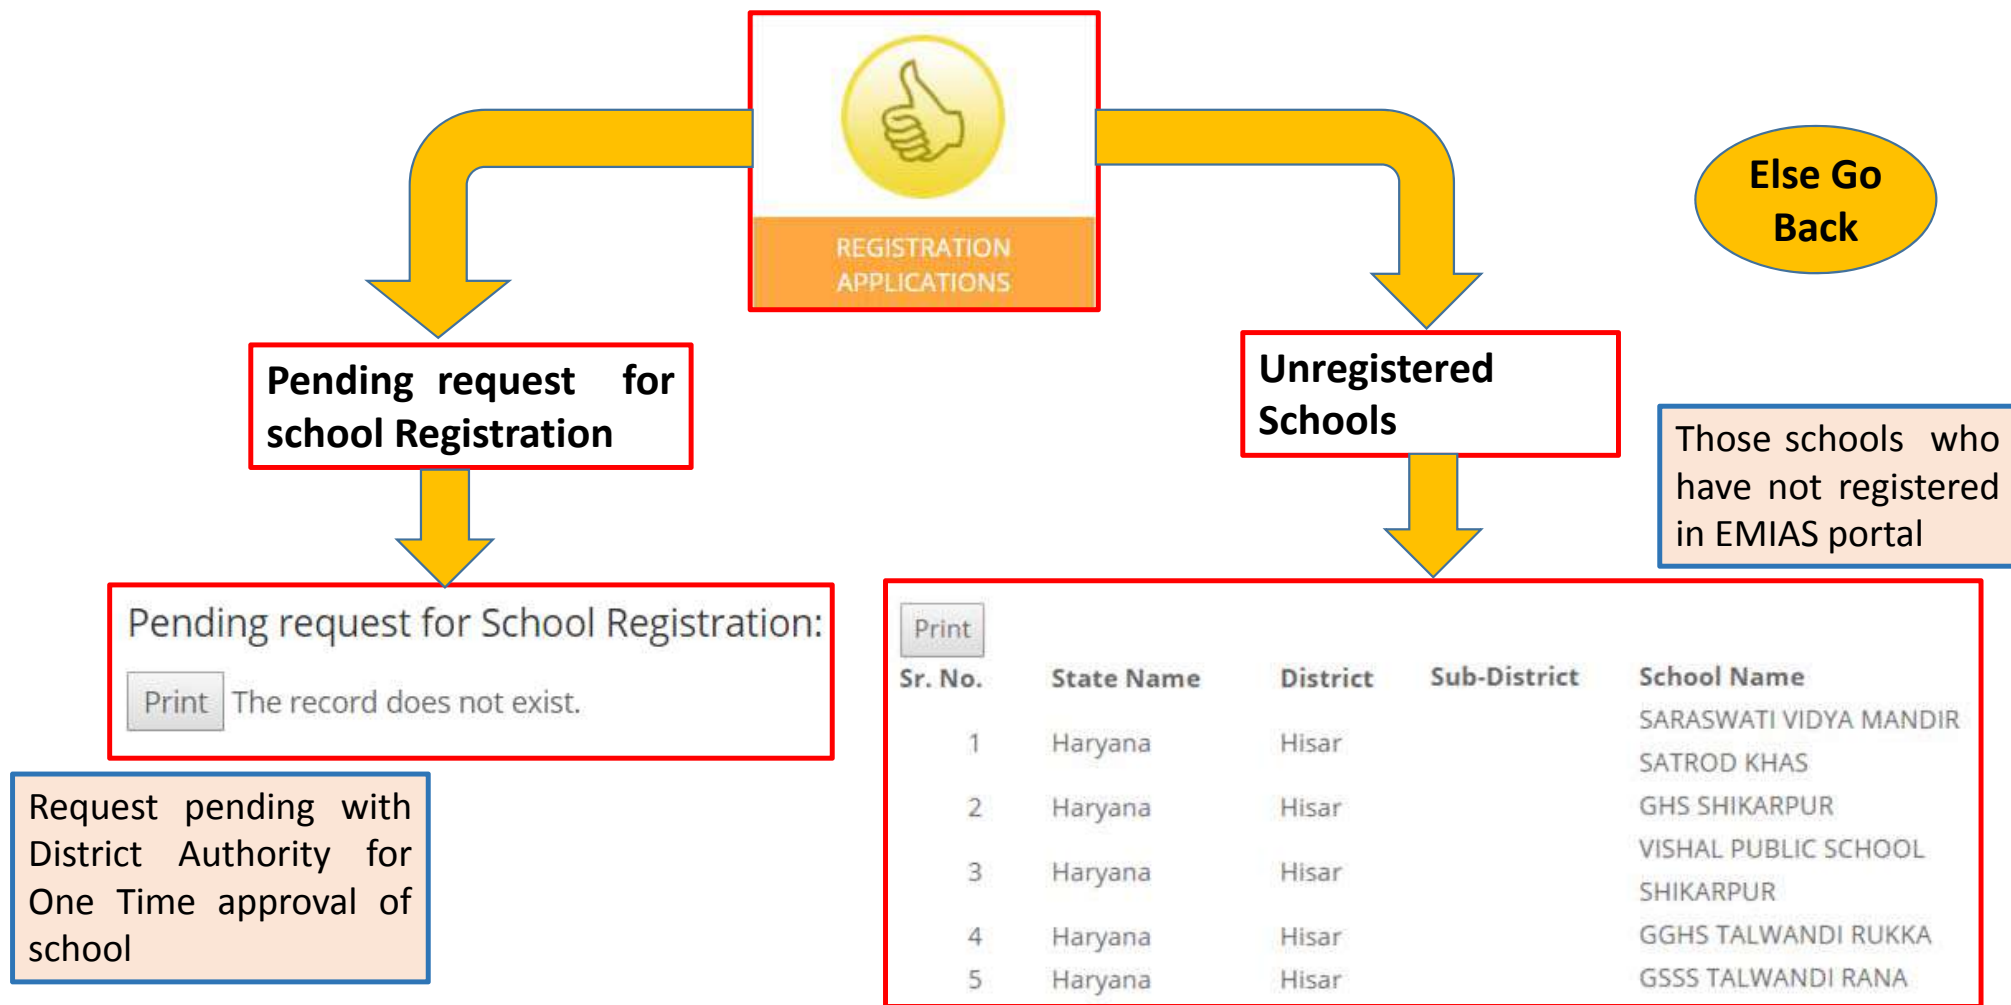 REGISTRATION
APPLICATIONS
Else Go
Back
Pending request for
school Registration
Unregistered
Schools
Those schools who
have not registered
in EMIAS portal
Pending request for School Registration:
Print The record does not exist.
Request pending with
District Authority for
One Time approval of
school
Print
Sr. No. State Name District Sub-District School Name
1 Haryana Hisar SARASWATI VIDYA MANDIR
SATROD KHAS
2 Haryana Hisar GHS SHIKARPUR
3 Haryana Hisar VISHAL PUBLIC SCHOOL
SHIKARPUR
4 Haryana Hisar GGHS TALWANDI RUKKA
5 Haryana Hisar GSSS TALWANDI RANA